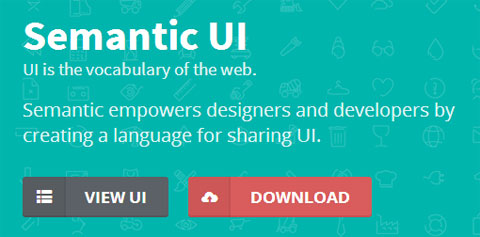 Semantic UI
UI is the vocabulary of the web.
Semantic empowers designers and developers by
creating a language for sharing UI.
VIEW UI
DOWNLOAD